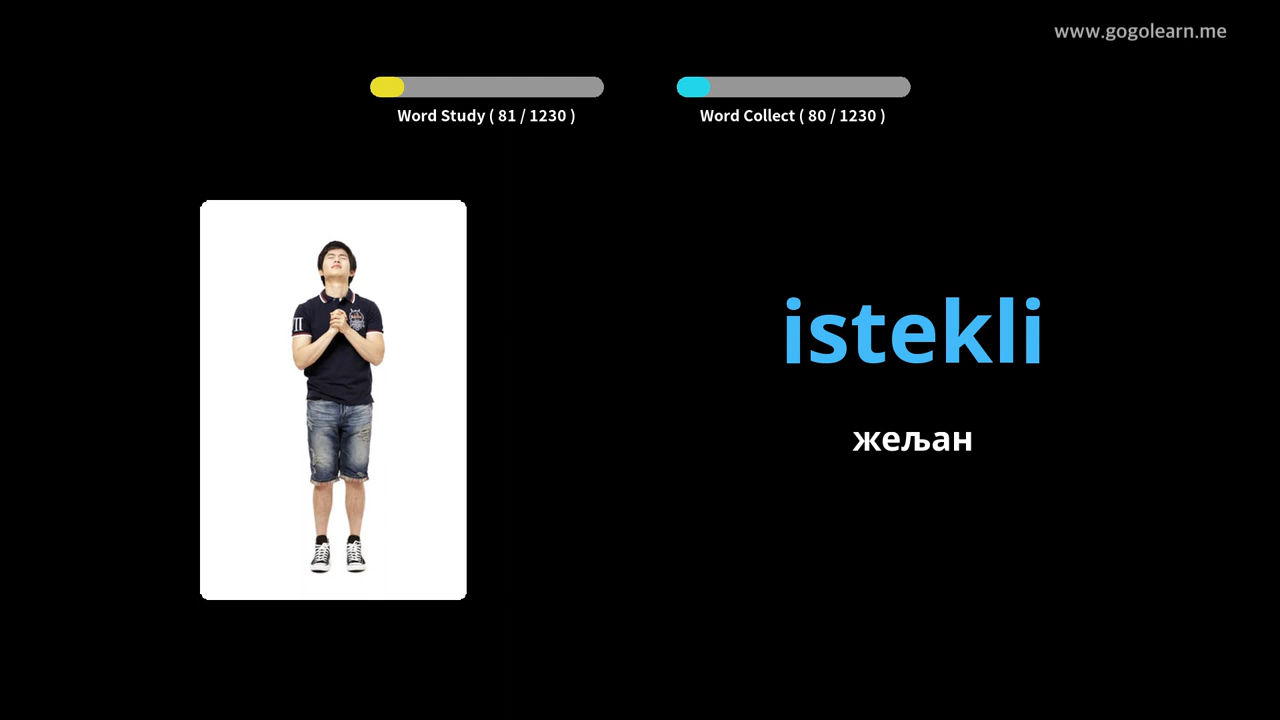 www.gogolearn.me
Word Study ( 81 / 1230 )
Word Collect ( 80 / 1230 )
istekli
жељан